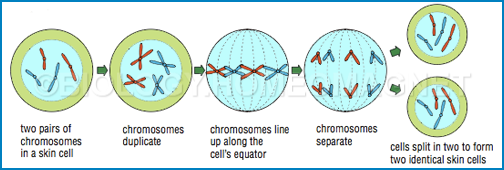 two pairs of
chromosomes
in a skin cell
chromosomes
duplicate
chromosomes line
up along the
cell's equator
chromosomes
separate
cells split in two to form
two identical skin cells